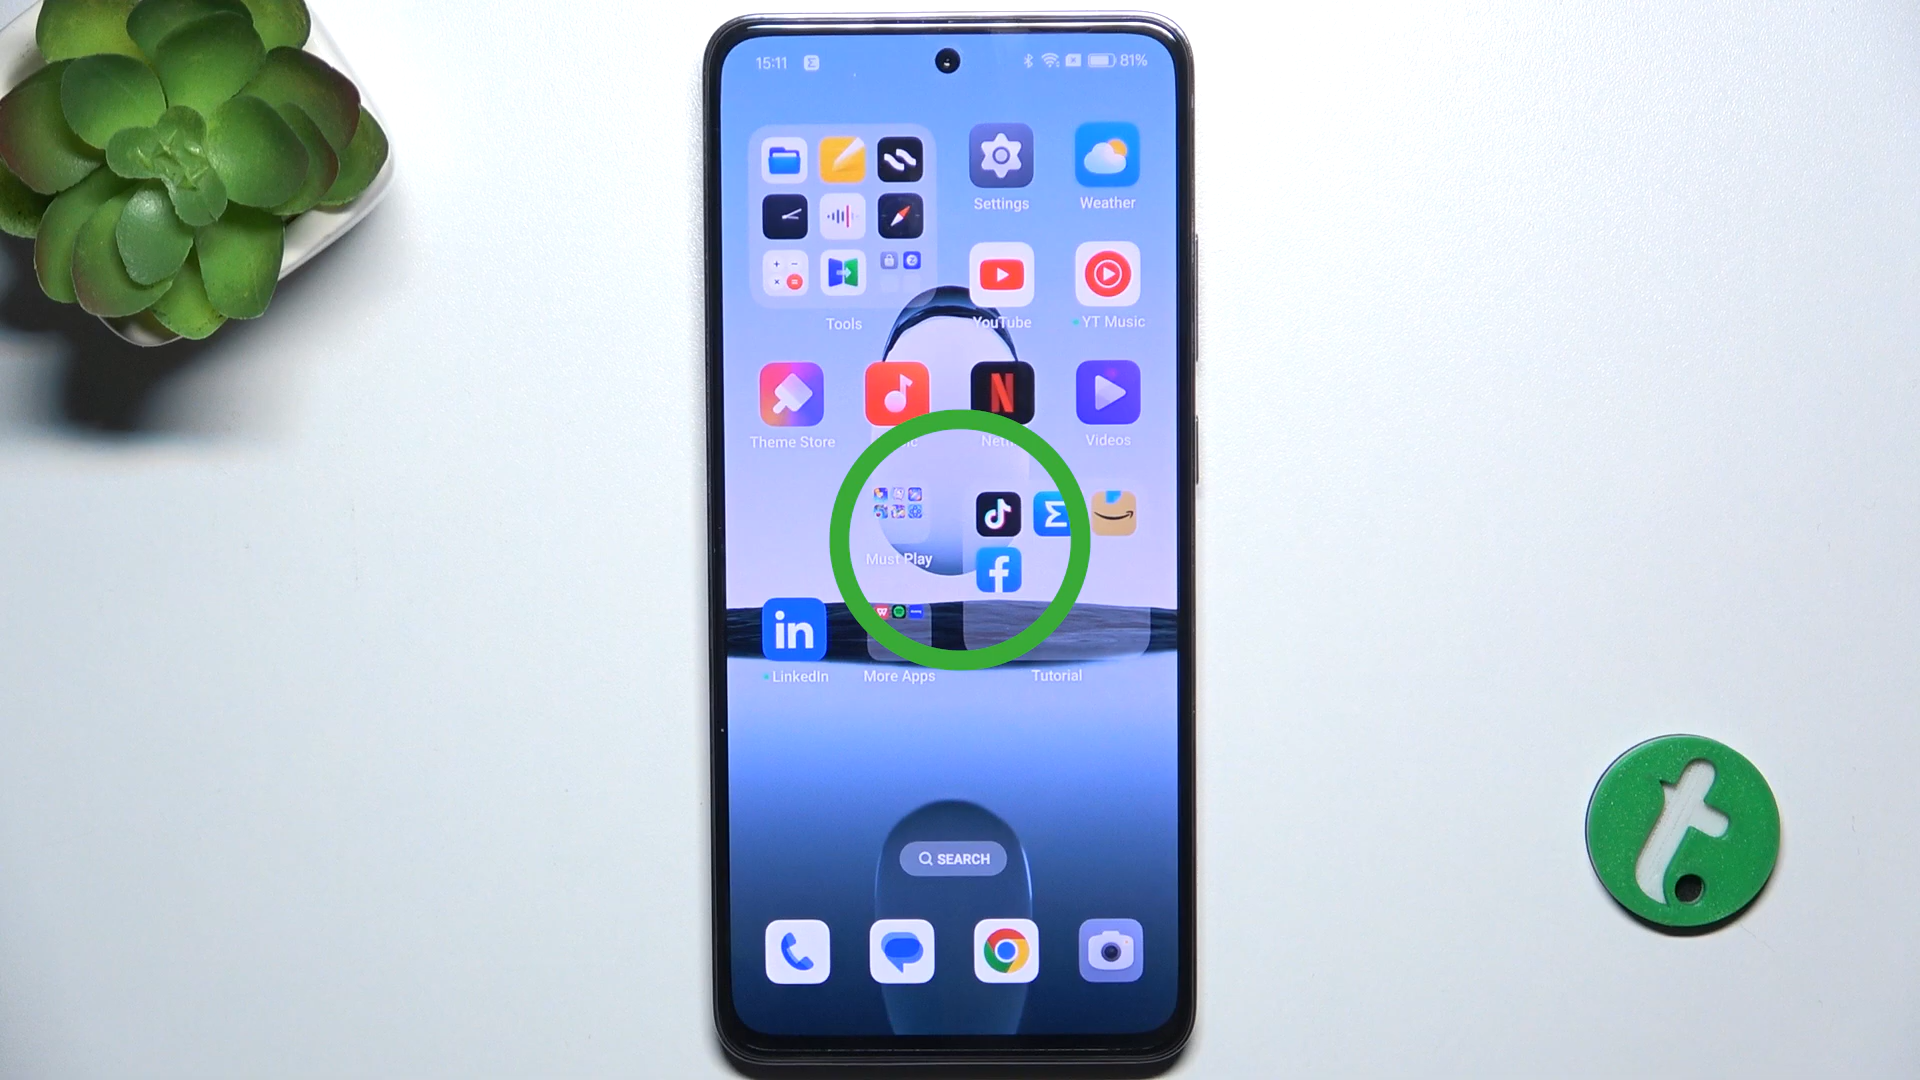 15:11
81%
Settings
Weather
Tools
YouTube
YT Music
Theme Store
Videos
Must Play
in
LinkedIn
More Apps
Tutorial
SEARCH